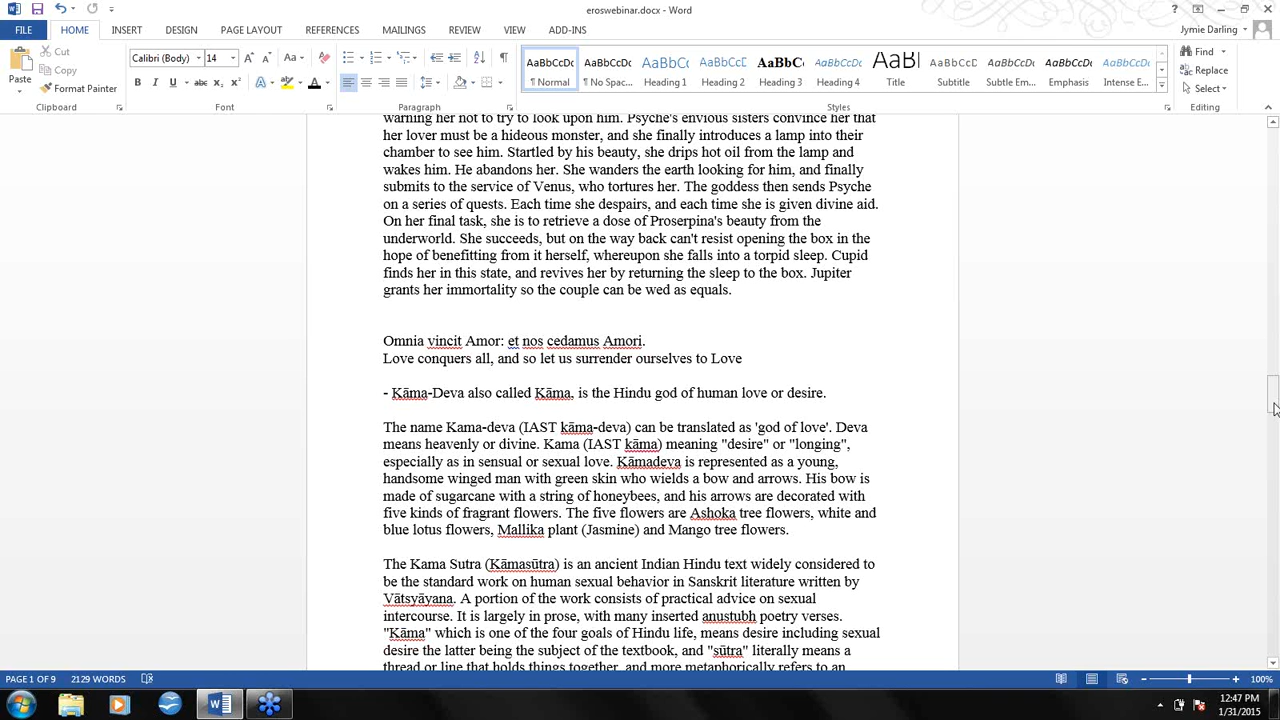 eroswebinar.docx - Word
FILE HOME INSERT DESIGN PAGE LAYOUT REFERENCES MAILINGS REVIEW VIEW ADD-INS Jymie Darling
Paste
Cut
Copy
Format Painter
Clipboard
Calibri (Body) 14
Font
Paragraph
AaBbCcDc AaBbCcDc AaBbCcD AaBbCcD AaBbC AaBbCcDc AaBI AaBbCcDc AaBbCcDc AaBbCcDc AaBbCcDc
¶ Normal ¶ No Spac... Heading 1 Heading 2 Heading 3 Heading 4 Title Subtitle Subtle Em... Emphasis Intense E...
Styles
Find
Replace
Select
Editing
warning her not to try to look upon him. Psyche's envious sisters convince her that
her lover must be a hideous monster, and she finally introduces a lamp into their
chamber to see him. Startled by his beauty, she drips hot oil from the lamp and
wakes him. He abandons her. She wanders the earth looking for him, and finally
submits to the service of Venus, who tortures her. The goddess then sends Psyche
on a series of quests. Each time she despairs, and each time she is given divine aid.
On her final task, she is to retrieve a dose of Proserpina's beauty from the
underworld. She succeeds, but on the way back can't resist opening the box in the
hope of benefitting from it herself, whereupon she falls into a torpid sleep. Cupid
finds her in this state, and revives her by returning the sleep to the box. Jupiter
grants her immortality so the couple can be wed as equals.
Omnia vincit Amor: et nos cedamus Amori.
Love conquers all, and so let us surrender ourselves to Love
- Kāma-Deva also called Kāma, is the Hindu god of human love or desire.
The name Kama-deva (IAST kāma-deva) can be translated as 'god of love'. Deva
means heavenly or divine. Kama (IAST kāma) meaning "desire" or "longing",
especially as in sensual or sexual love. Kāmadeva is represented as a young,
handsome winged man with green skin who wields a bow and arrows. His bow is
made of sugarcane with a string of honeybees, and his arrows are decorated with
five kinds of fragrant flowers. The five flowers are Ashoka tree flowers, white and
blue lotus flowers, Mallika plant (Jasmine) and Mango tree flowers.
The Kama Sutra (Kāmasūtra) is an ancient Indian Hindu text widely considered to
be the standard work on human sexual behavior in Sanskrit literature written by
Vātsyāyana. A portion of the work consists of practical advice on sexual
intercourse. It is largely in prose, with many inserted anustubh poetry verses.
"Kāma" which is one of the four goals of Hindu life, means desire including sexual
desire the latter being the subject of the textbook, and "sūtra" literally means a
thread or line that holds things together, and more metaphorically refers to an
PAGE 1 OF 9 2129 WORDS 100%
12:47 PM
1/31/2015